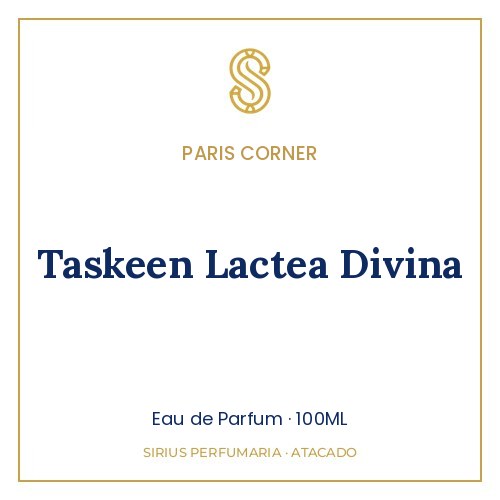 PARIS CORNER
Taskeen Lactea Divina
Eau de Parfum · 100ML
SIRIUS PERFUMARIA · ATACADO